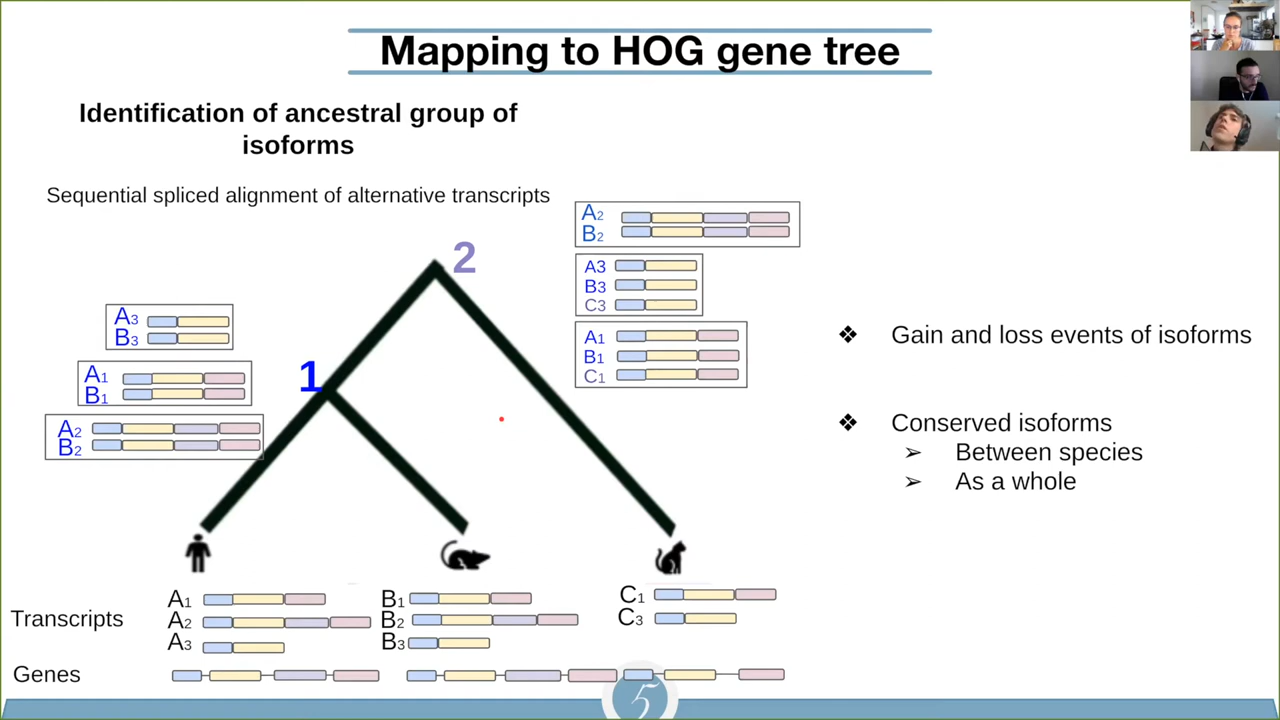 Mapping to HOG gene tree
Identification of ancestral group of
isoforms
Sequential spliced alignment of alternative transcripts
2
A2
B2
A3
B3
C3
A1
B1
C1
A3
B3
1
A1
B1
A2
B2
❖ Gain and loss events of isoforms
❖ Conserved isoforms
➢ Between species
➢ As a whole
Transcripts
A1
A2
A3
B1
B2
B3
C1
C3
Genes
5